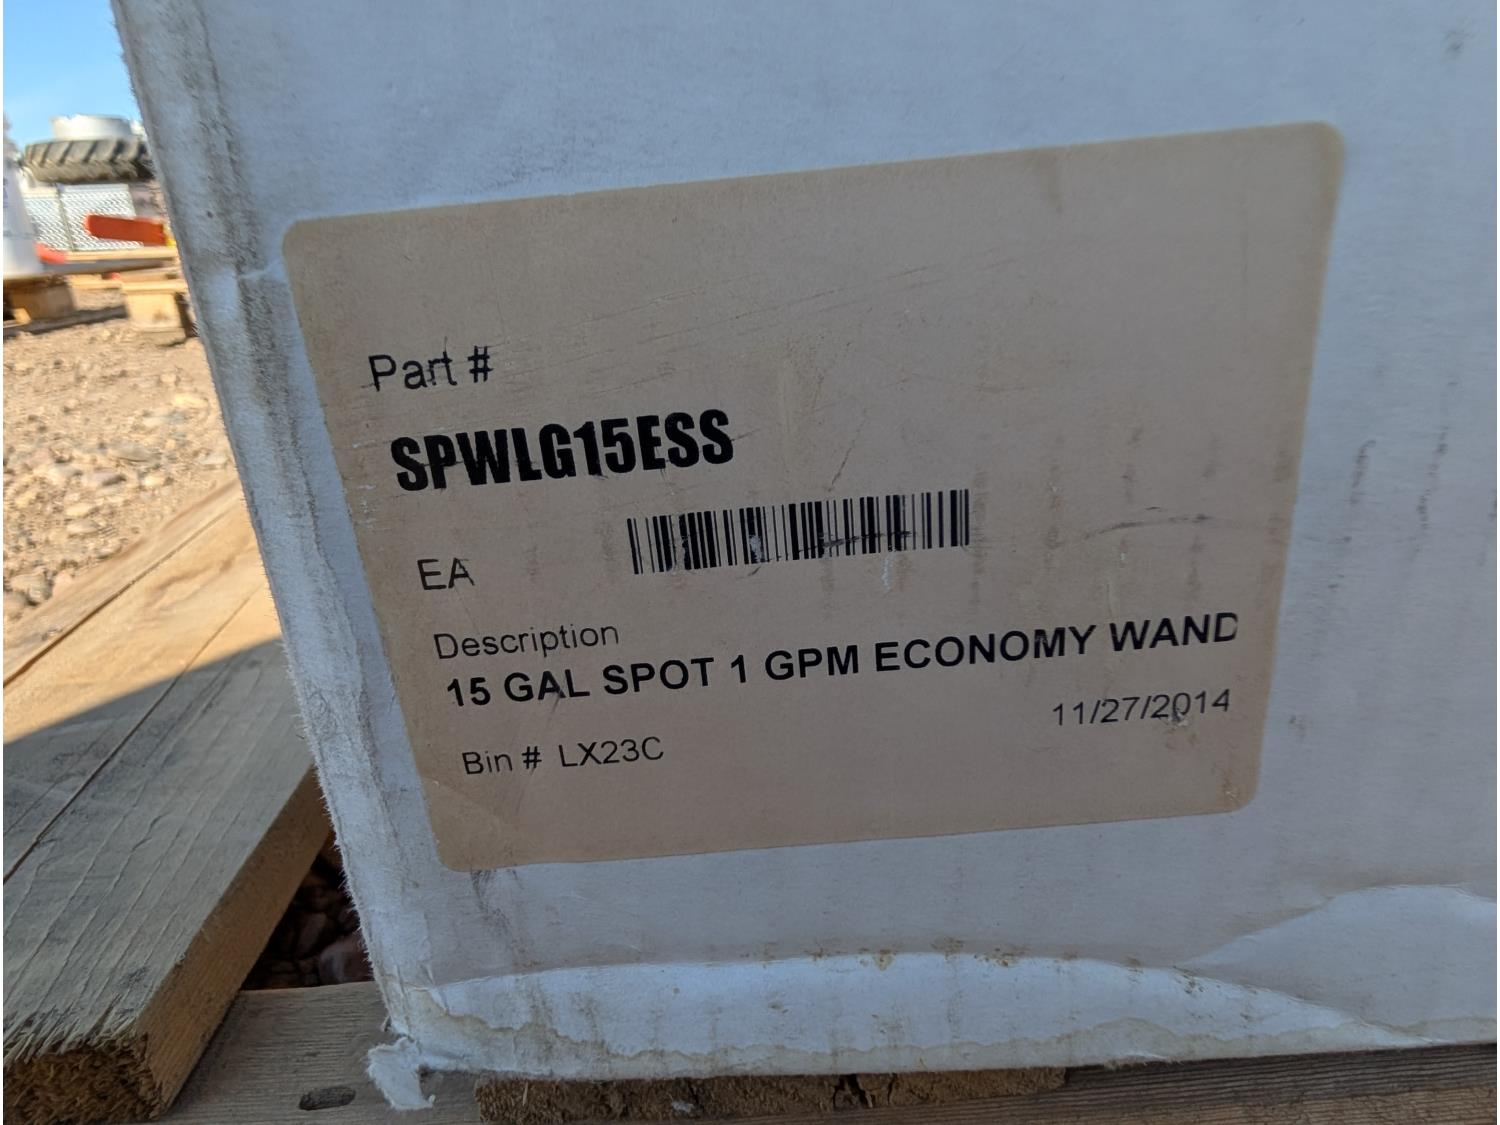 Part #
SPWLG15ESS
EA
Description
15 GAL SPOT 1 GPM ECONOMY WAND
11/27/2014
Bin # LX23C